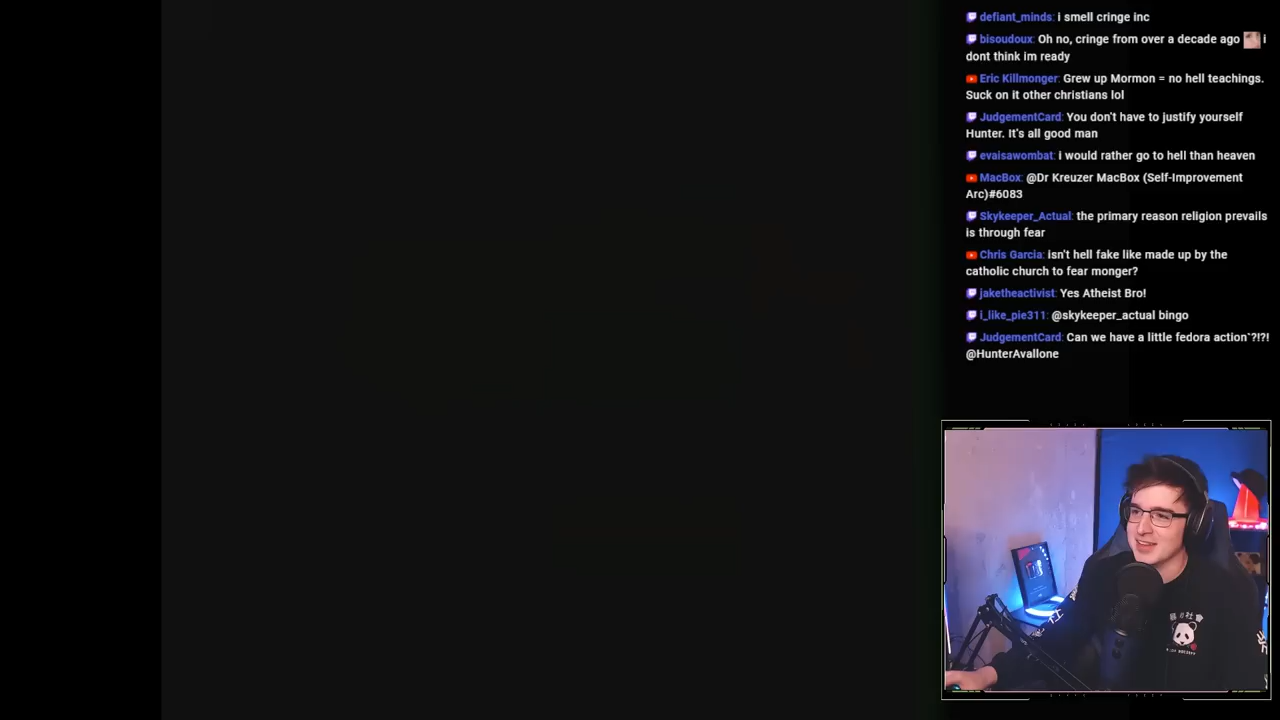 defiant_minds: i smell cringe inc
bisoudoux: Oh no, cringe from over a decade ago i
dont think im ready
Eric Killmonger: Grew up Mormon = no hell teachings.
Suck on it other christians lol
JudgementCard: You don't have to justify yourself
Hunter. It's all good man
evaisawombat: i would rather go to hell than heaven
MacBox: @Dr Kreuzer MacBox (Self-Improvement
Arc)#6083
Skykeeper_Actual: the primary reason religion prevails
is through fear
Chris Garcia: isn't hell fake like made up by the
catholic church to fear monger?
jaketheactivist: Yes Atheist Bro!
i_like_pie311: @skykeeper_actual bingo
JudgementCard: Can we have a little fedora action`?!?!
@HunterAvallone